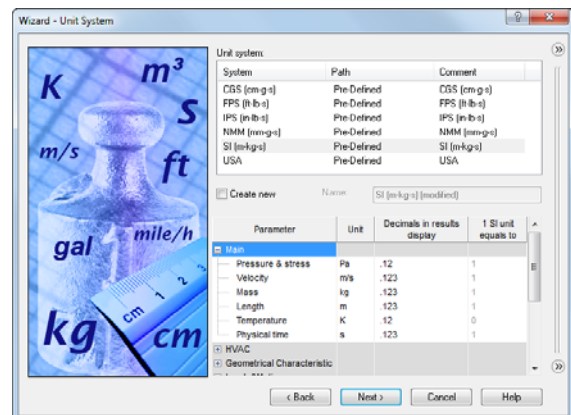 Wizard - Unit System
K
m³
S
m/s
ft
gal
mile/h
kg
cm 1 2 3
cm
Unit system:
System Path Comment
CGS (cm-g-s) Pre-Defined CGS (cm-g-s)
FPS (ft-lb-s) Pre-Defined FPS (ft-lb-s)
IPS (in-lb-s) Pre-Defined IPS (in-lb-s)
NMM (mm-g-s) Pre-Defined NMM (mm-g-s)
SI (m-kg-s) Pre-Defined SI (m-kg-s)
USA Pre-Defined USA
Create new Name: SI (m-kg-s) (modified)
Parameter Unit Decimals in results display 1 SI unit equals to
Main
Pressure & stress Pa .12 1
Velocity m/s .123 1
Mass kg .123 1
Length m .123 1
Temperature K .12 0
Physical time s .123 1
HVAC
Geometrical Characteristic
< Back Next > Cancel Help